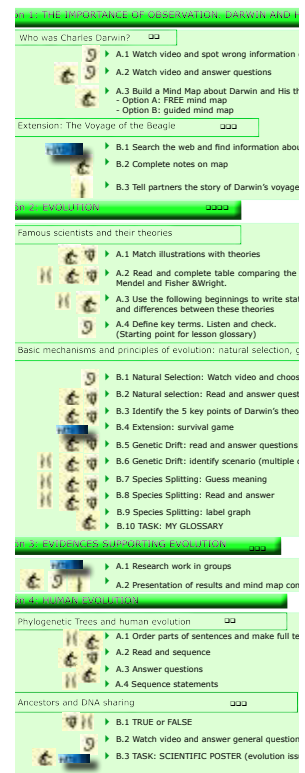 on 1: THE IMPORTANCE OF OBSERVATION. DARWIN AND H
Who was Charles Darwin? □□
A.1 Watch video and spot wrong information
A.2 Watch video and answer questions
A.3 Build a Mind Map about Darwin and His th
- Option A: FREE mind map
- Option B: guided mind map
Extension: The Voyage of the Beagle □□□
B.1 Search the web and find information abou
B.2 Complete notes on map
B.3 Tell partners the story of Darwin's voyage
on 2: EVOLUTION □□□□
Famous scientists and their theories
A.1 Match illustrations with theories
A.2 Read and complete table comparing the
Mendel and Fisher &Wright.
A.3 Use the following beginnings to write stat
and differences between these theories
A.4 Define key terms. Listen and check.
(Starting point for lesson glossary)
Basic mechanisms and principles of evolution: natural selection, g
B.1 Natural Selection: Watch video and choos
B.2 Natural selection: Read and answer quest
B.3 Identify the 5 key points of Darwin's theo
B.4 Extension: survival game
B.5 Genetic Drift: read and answer questions
B.6 Genetic Drift: identify scenario (multiple c
B.7 Species Splitting: Guess meaning
B.8 Species Splitting: Read and answer
B.9 Species Splitting: label graph
B.10 TASK: MY GLOSSARY
on 3: EVIDENCES SUPPORTING EVOLUTION □□□
A.1 Research work in groups
A.2 Presentation of results and mind map com
on 4: HUMAN EVOLUTION
Phylogenetic Trees and human evolution □□
A.1 Order parts of sentences and make full te
A.2 Read and sequence
A.3 Answer questions
A.4 Sequence statements
Ancestors and DNA sharing □□□
B.1 TRUE or FALSE
B.2 Watch video and answer general question
B.3 TASK: SCIENTIFIC POSTER (evolution issu